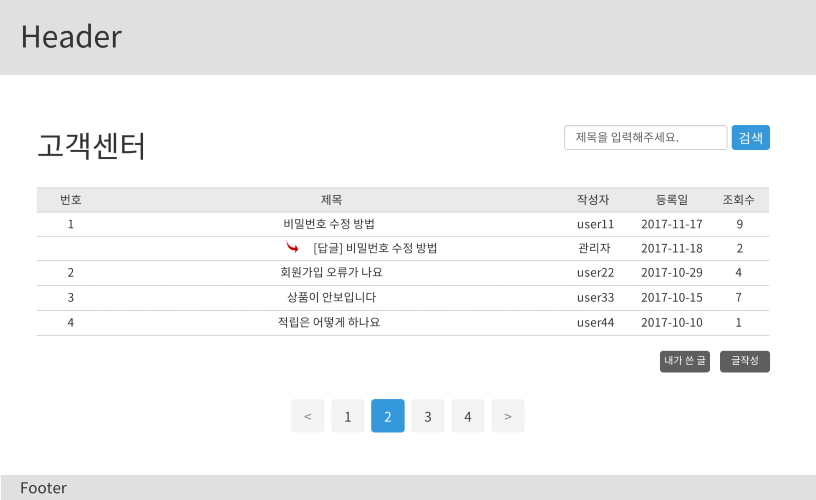 Header
고객센터
제목을 입력해주세요. 검색
번호 제목 작성자 등록일 조회수
1 비밀번호 수정 방법 user11 2017-11-17 9
[답글] 비밀번호 수정 방법 관리자 2017-11-18 2
2 회원가입 오류가 나요 user22 2017-10-29 4
3 상품이 안보입니다 user33 2017-10-15 7
4 적립은 어떻게 하나요 user44 2017-10-10 1
내가 쓴 글 글작성
< 1 2 3 4 >
Footer